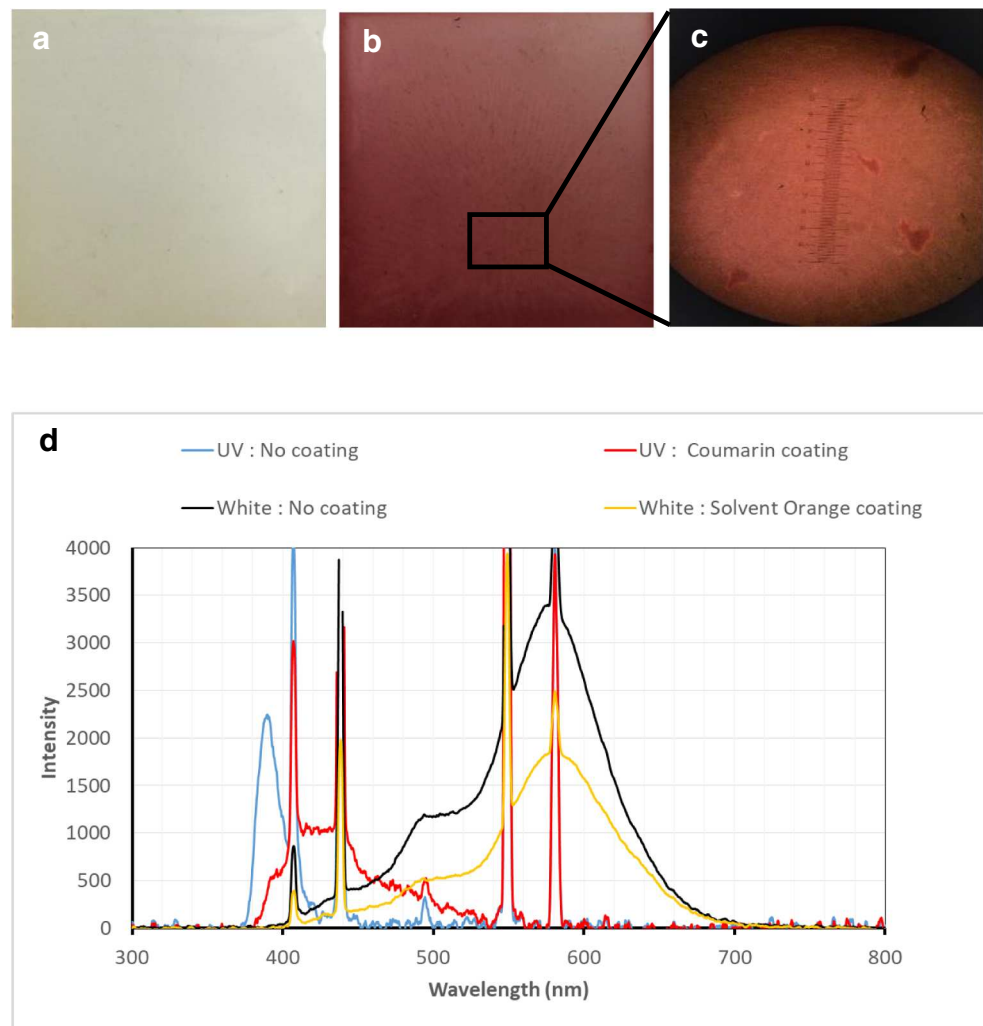 a b c
d
UV : No coating UV : Coumarin coating
White : No coating White : Solvent Orange coating
4000
3500
3000
2500
2000
1500
1000
500
0
Intensity
300 400 500 600 700 800
Wavelength (nm)